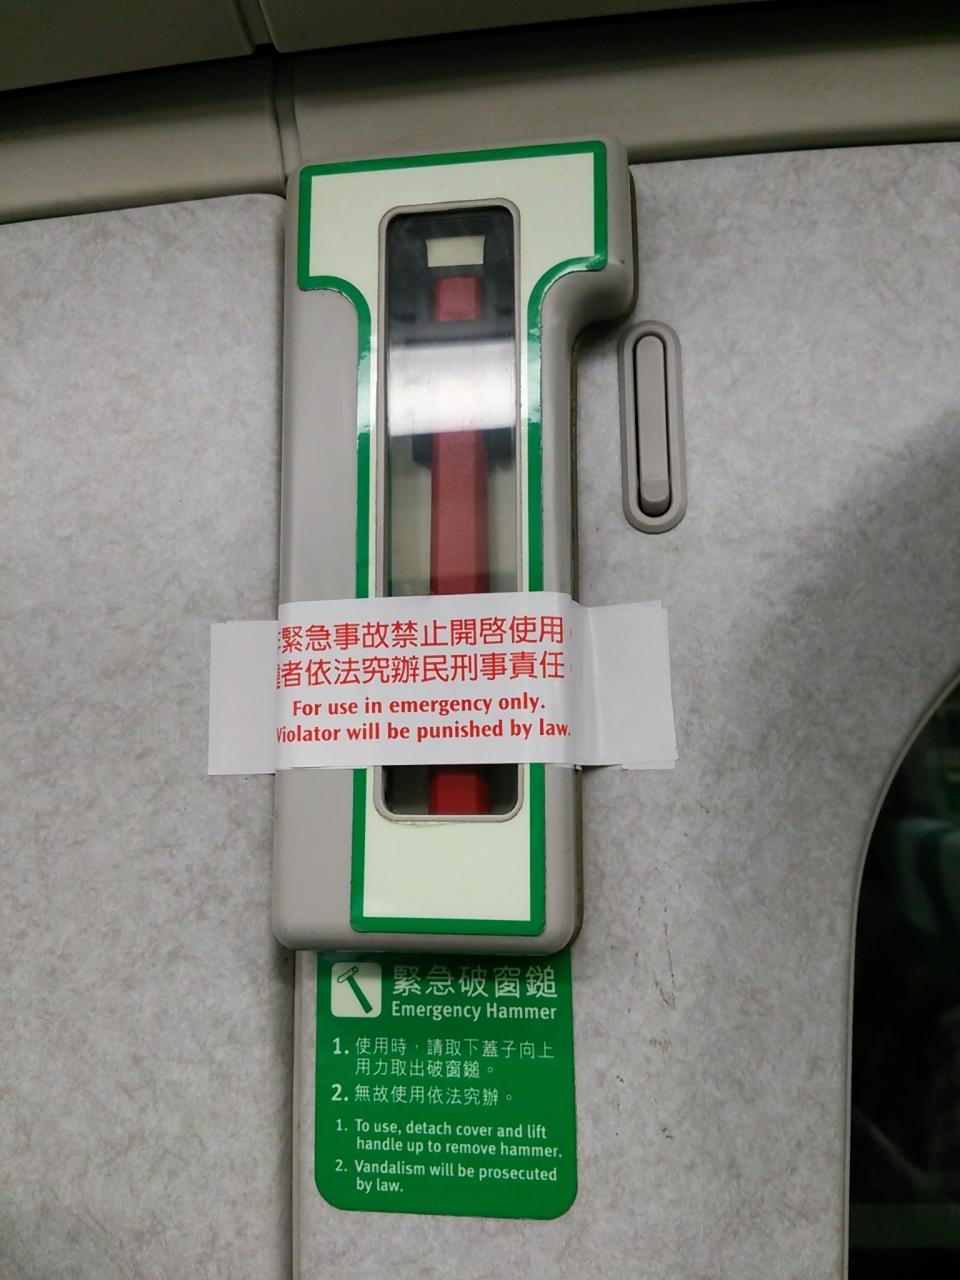 緊急事故禁止開啓使用
者依法究辦民刑事責任
For use in emergency only.
Violator will be punished by law.
緊急破窗鎚
Emergency Hammer
1. 使用時，請取下蓋子向上
用力取出破窗鎚。
2. 無故使用依法究辦。
1. To use, detach cover and lift
handle up to remove hammer.
2. Vandalism will be prosecuted
by law.